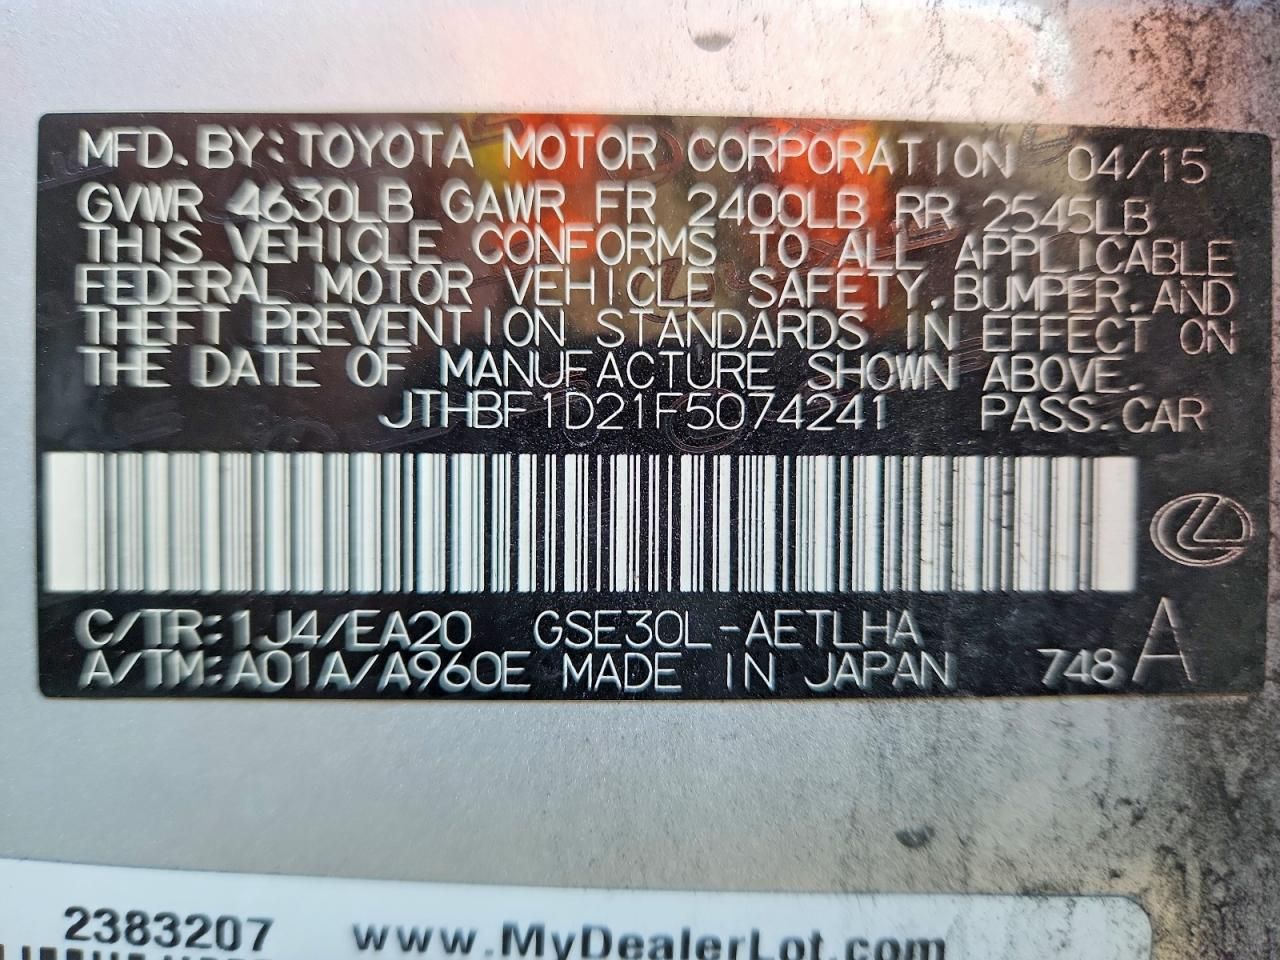 MFD. BY: TOYOTA MOTOR CORPORATION 04/15
GVWR 4630LB GAWR FR 2400LB RR 2545LB
THIS VEHICLE CONFORMS TO ALL APPLICABLE
FEDERAL MOTOR VEHICLE SAFETY, BUMPER, AND
THEFT PREVENTION STANDARDS IN EFFECT ON
THE DATE OF MANUFACTURE SHOWN ABOVE.
JTHBF1D21F5074241 PASS. CAR
C/TR: 1J4/EA20 GSE30L-AETLHA
A/TM: A01A/A960E MADE IN JAPAN 748 A
2383207 www.MyDealerLot.com